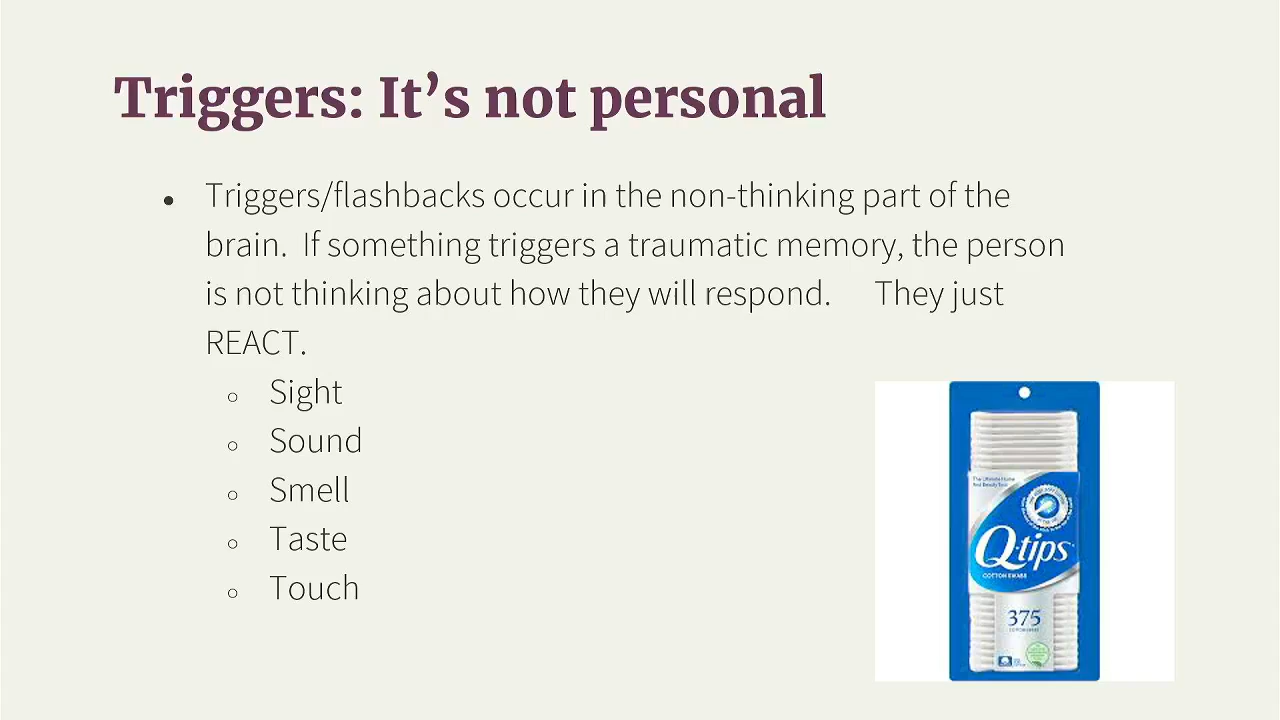 Triggers: It’s not personal
● Triggers/flashbacks occur in the non-thinking part of the
brain.  If something triggers a traumatic memory, the person
is not thinking about how they will respond.     They just
REACT.
○ Sight
○ Sound
○ Smell
○ Taste
○ Touch
The Ultimate Home
And Beauty Tool
Q-tips
COTTON SWABS
375